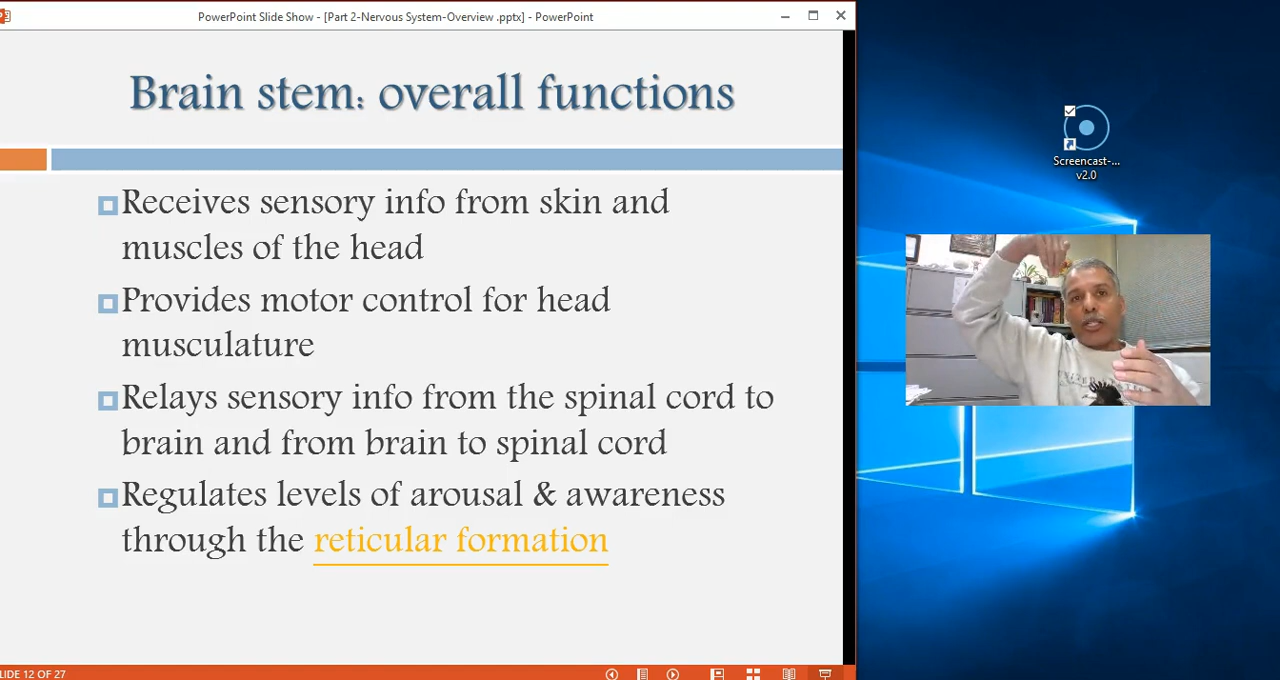 PowerPoint Slide Show - [Part 2-Nervous System-Overview .pptx] - PowerPoint
Brain stem: overall functions
Receives sensory info from skin and
muscles of the head
Provides motor control for head
musculature
Relays sensory info from the spinal cord to
brain and from brain to spinal cord
Regulates levels of arousal & awareness
through the reticular formation
LIDE 12 OF 27
Screencast-...
v2.0